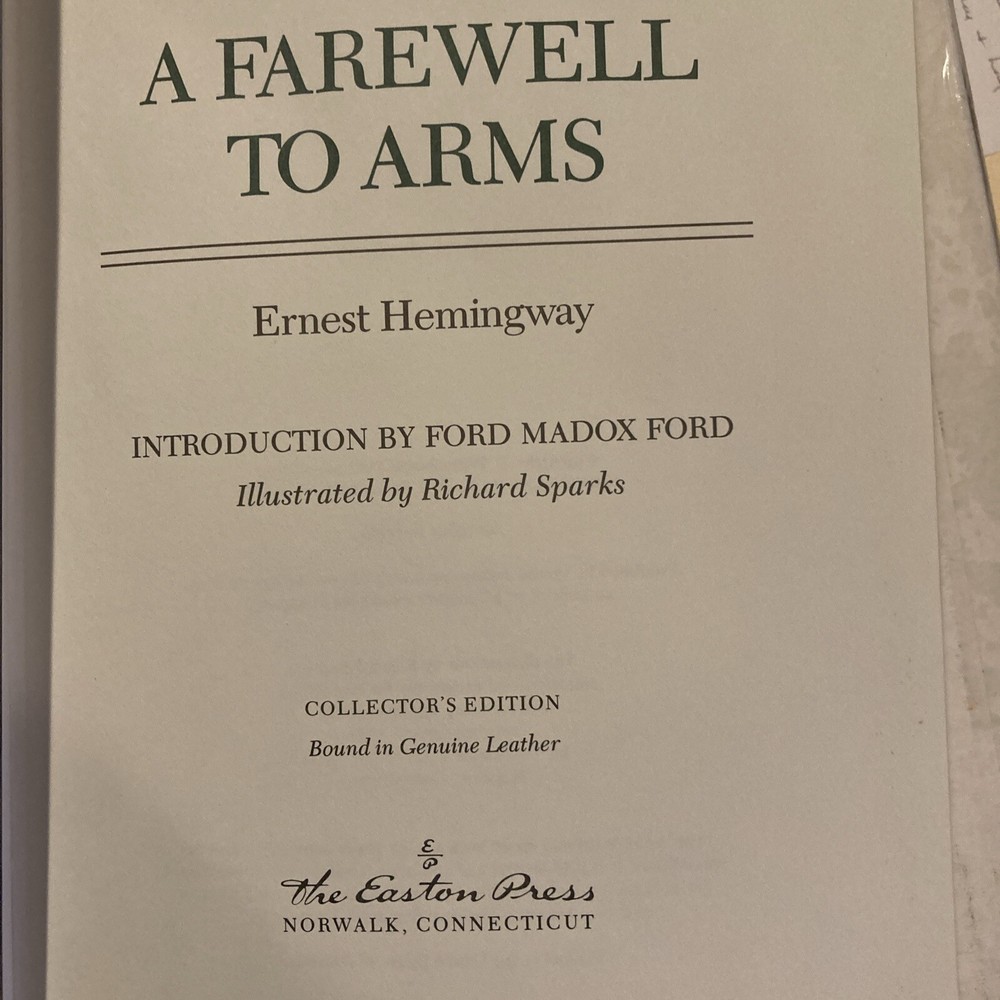 A FAREWELL
TO ARMS
Ernest Hemingway
INTRODUCTION BY FORD MADOX FORD
Illustrated by Richard Sparks
COLLECTOR'S EDITION
Bound in Genuine Leather
E
P
The Easton Press
NORWALK, CONNECTICUT